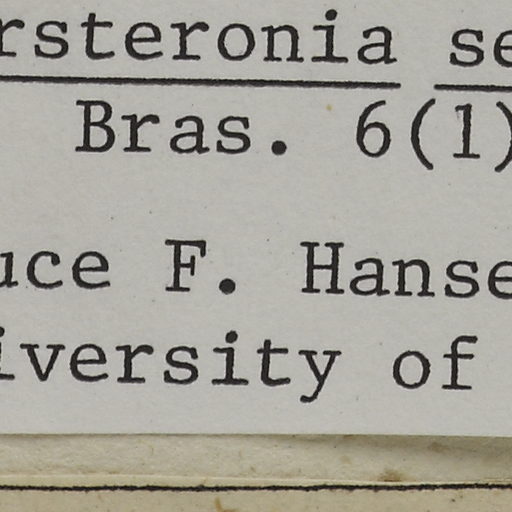 rsteronia se
Bras. 6(1)
uce F. Hanse
iversity of